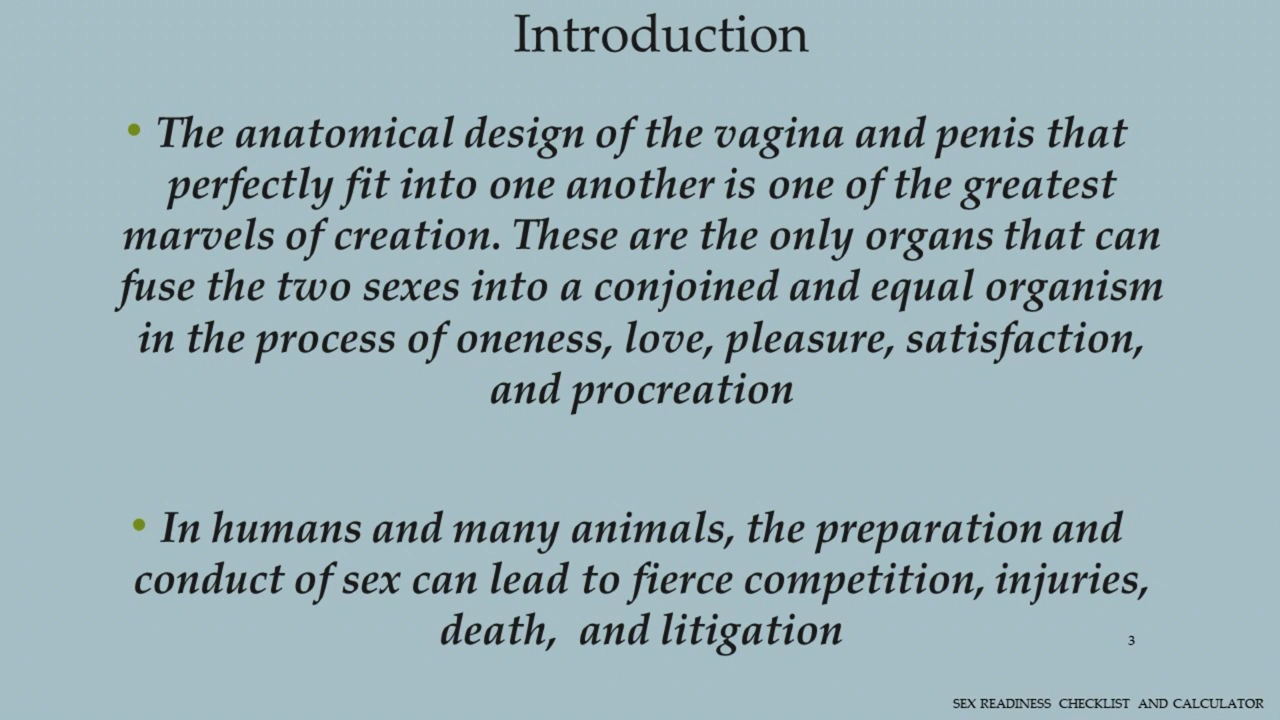 Introduction
• The anatomical design of the vagina and penis that
perfectly fit into one another is one of the greatest
marvels of creation. These are the only organs that can
fuse the two sexes into a conjoined and equal organism
in the process of oneness, love, pleasure, satisfaction,
and procreation
• In humans and many animals, the preparation and
conduct of sex can lead to fierce competition, injuries,
death,  and litigation
3
SEX READINESS  CHECKLIST  AND CALCULATOR